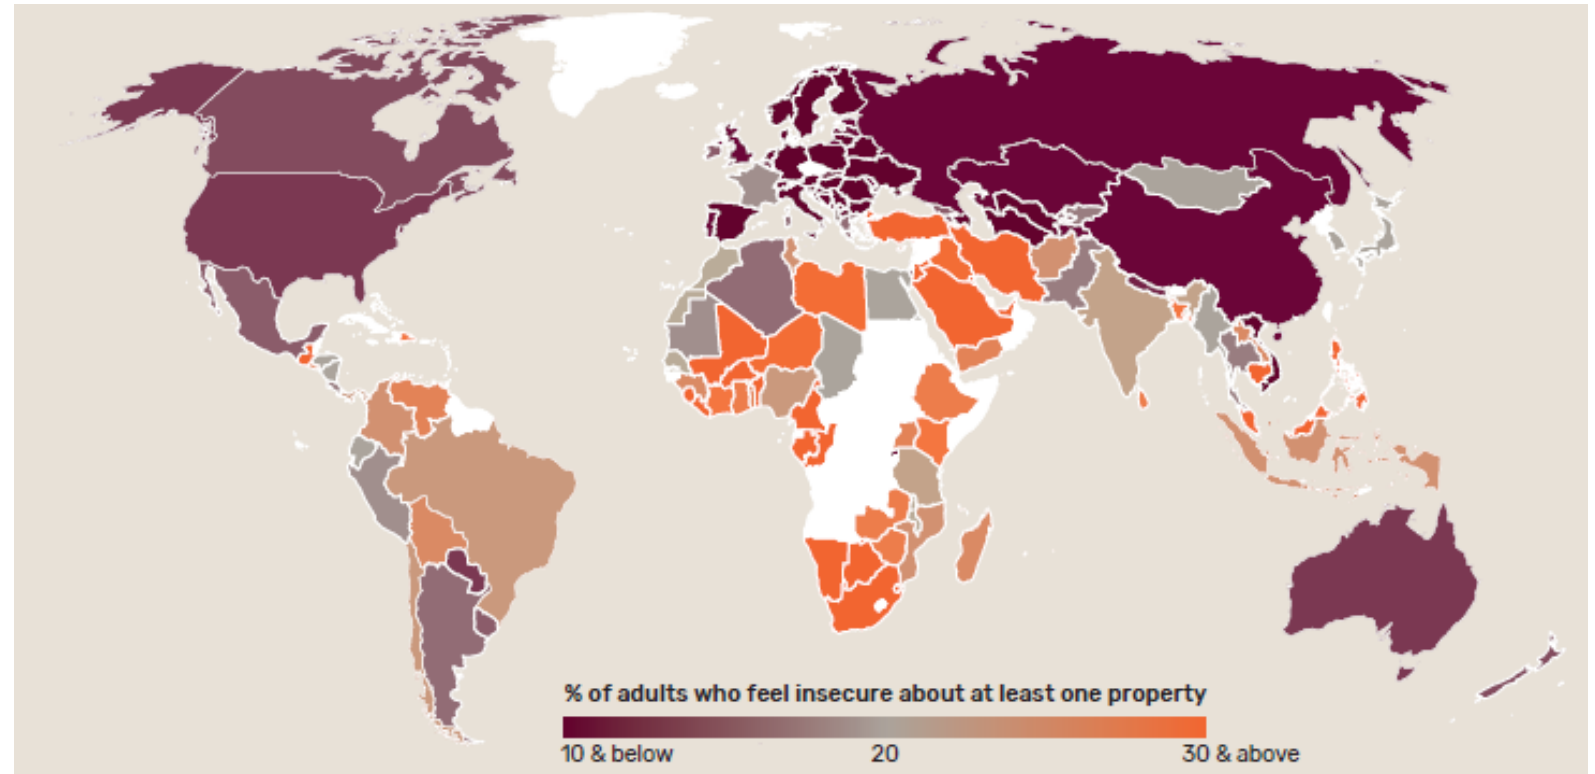 % of adults who feel insecure about at least one property
10 & below 20 30 & above